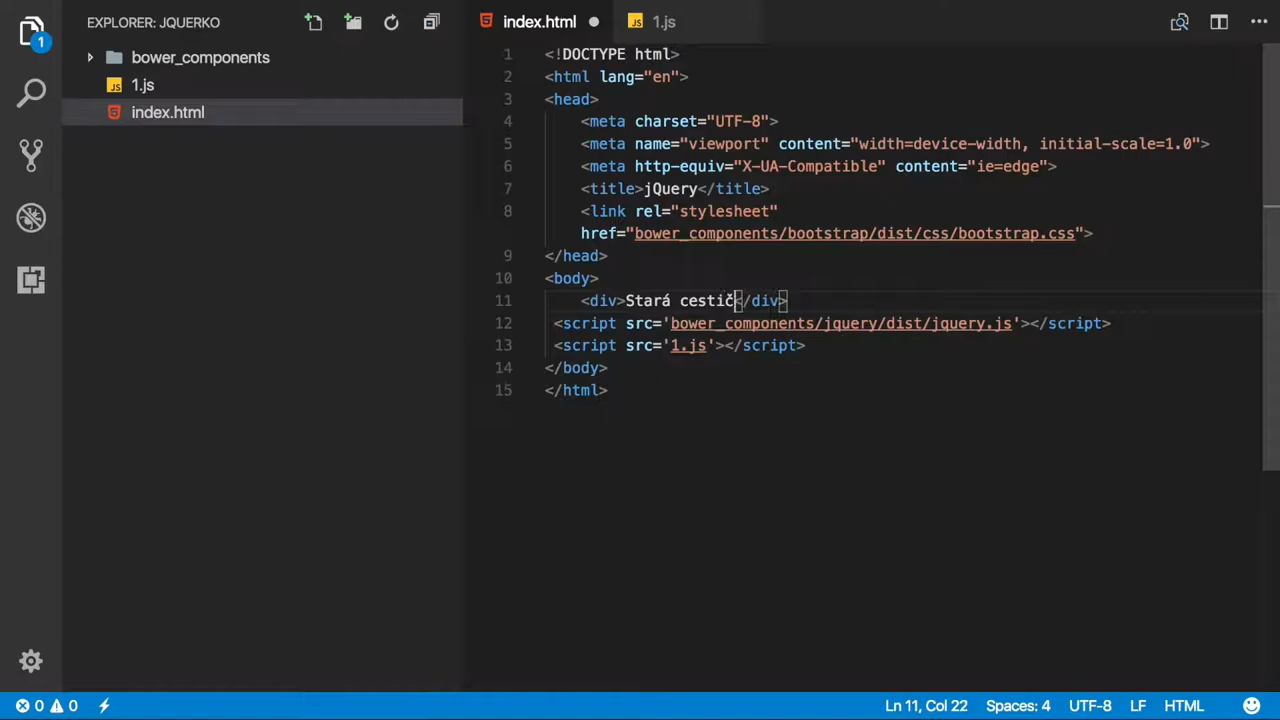 EXPLORER: JQUERKO
index.html
JS 1.js
1
bower_components
JS 1.js
index.html
1 <!DOCTYPE html>
2 <html lang="en">
3 <head>
4 <meta charset="UTF-8">
5 <meta name="viewport" content="width=device-width, initial-scale=1.0">
6 <meta http-equiv="X-UA-Compatible" content="ie=edge">
7 <title>jQuery</title>
8 <link rel="stylesheet"
href="bower_components/bootstrap/dist/css/bootstrap.css">
9 </head>
10 <body>
11 <div>Stará cestič</div>
12 <script src='bower_components/jquery/dist/jquery.js'></script>
13 <script src='1.js'></script>
14 </body>
15 </html>
0 0 Ln 11, Col 22 Spaces: 4 UTF-8 LF HTML